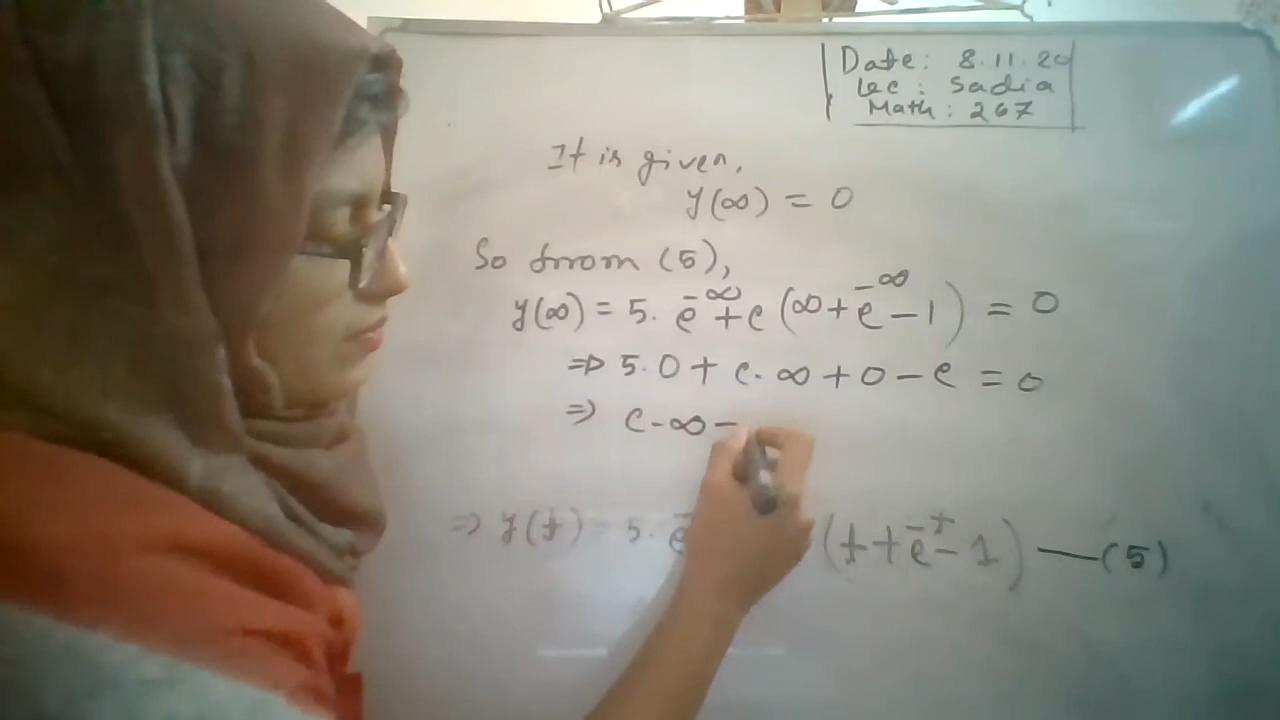 Date: 8.11.20
Lec: Sadia
Math: 267
It is given,
y(∞) = 0
So from (5),
y(∞) = 5. e^-∞ + c (∞ + e^-∞ - 1) = 0
⇒ 5.0 + c.∞ + 0 - c = 0
⇒ c-∞ -
⇒ y(t) = 5. e^- (t + e^-t - 1) — (5)